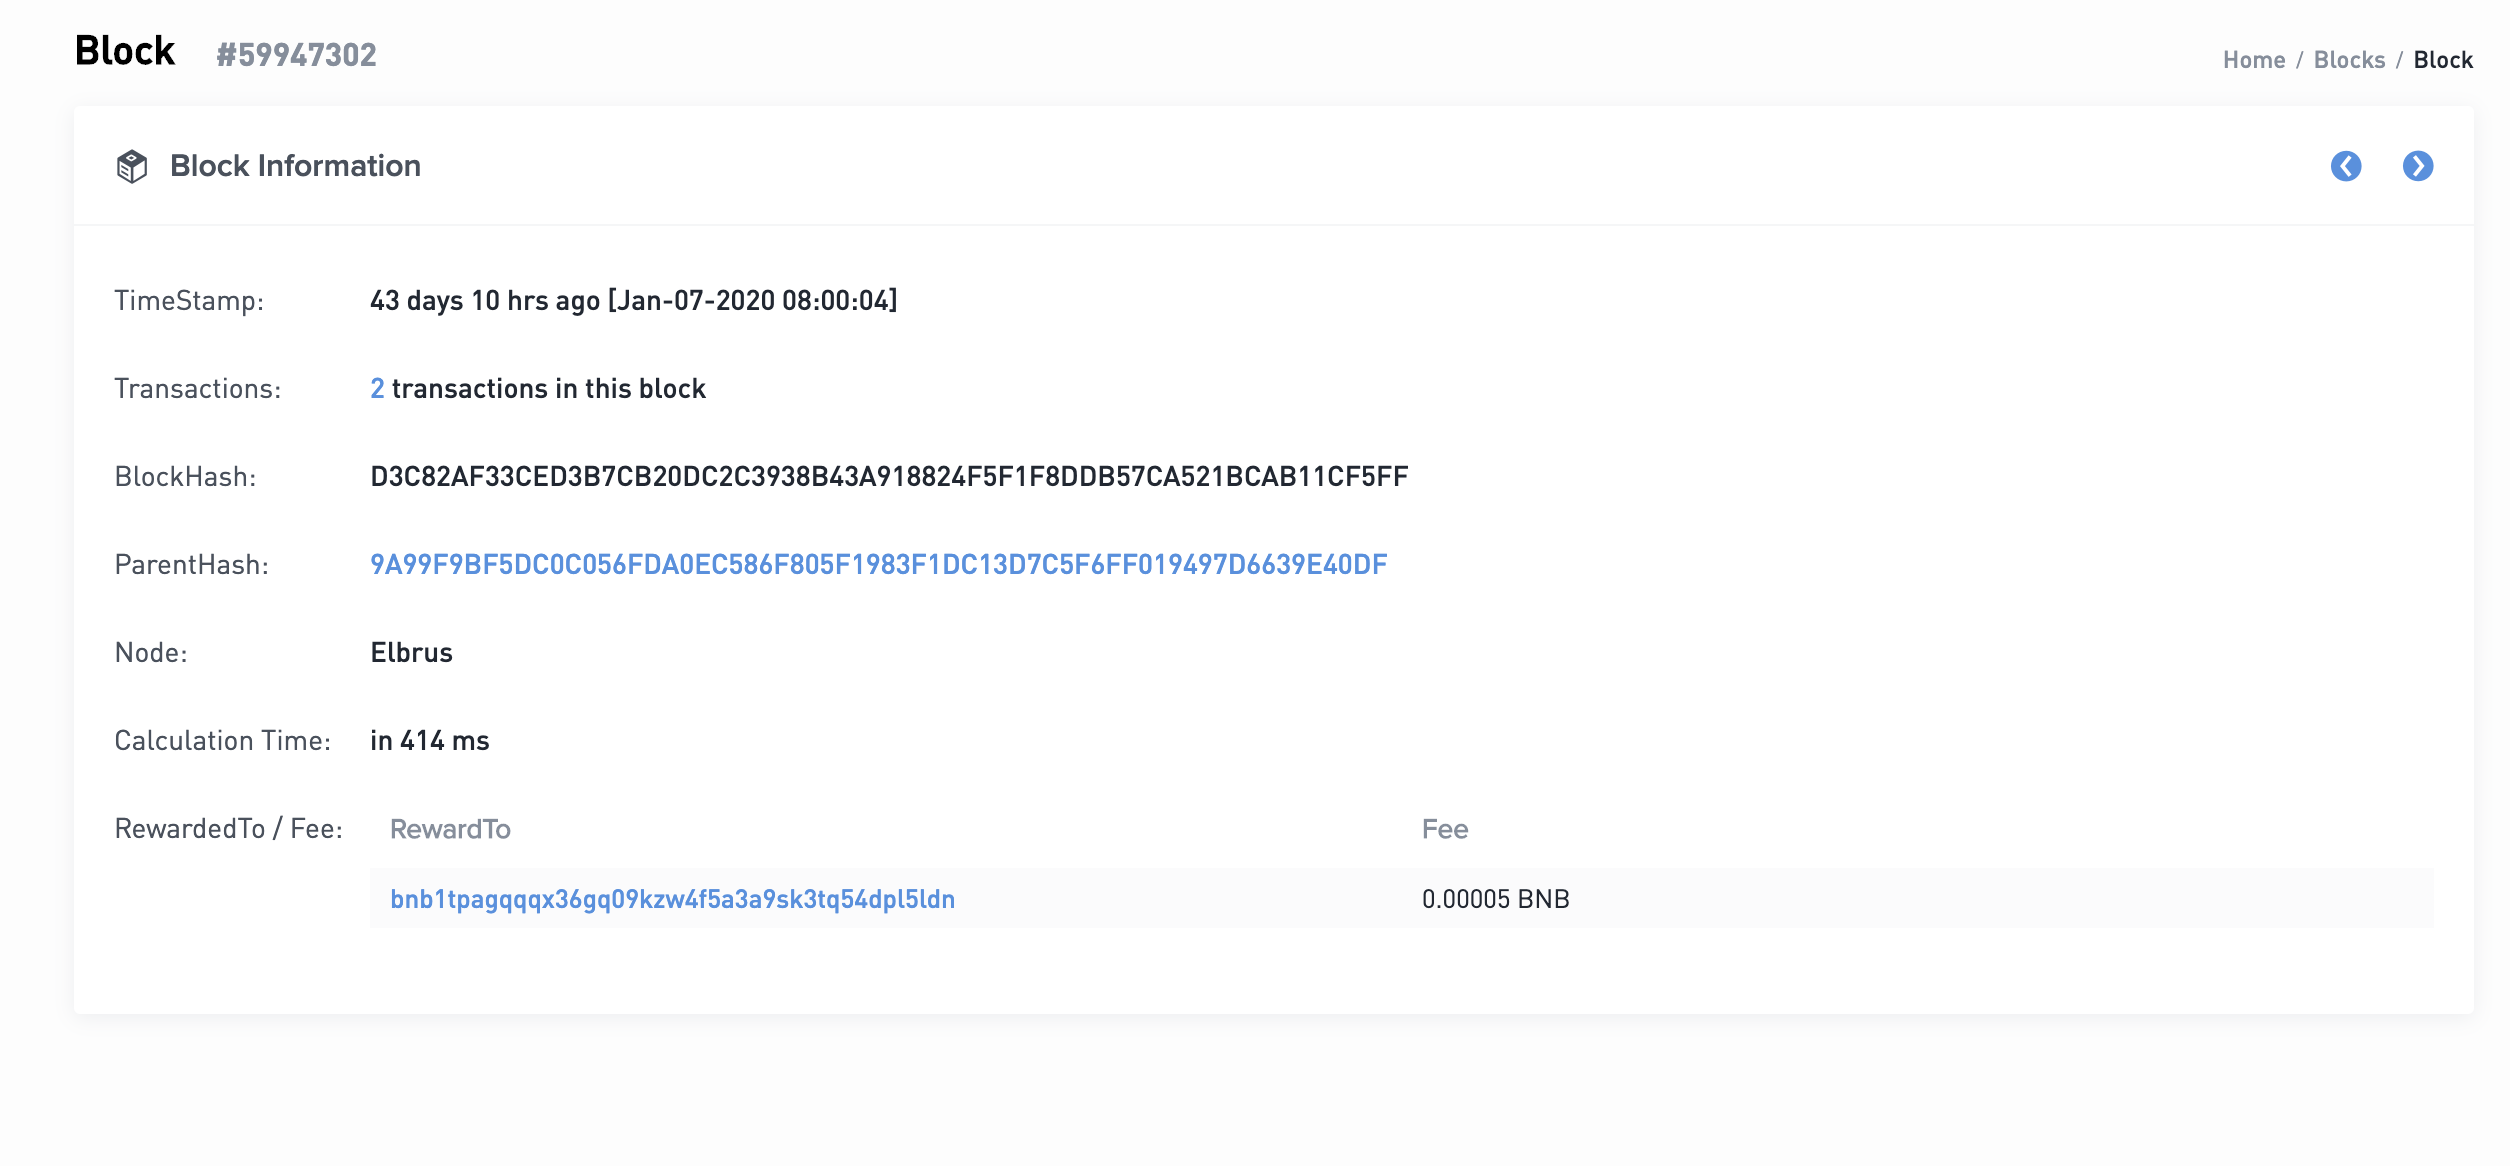 Block #59947302
Home / Blocks / Block
Block Information
TimeStamp: 43 days 10 hrs ago [Jan-07-2020 08:00:04]
Transactions: 2 transactions in this block
BlockHash: D3C82AF33CED3B7CB20DC2C3938B43A918824F5F1F8DDB57CA521BCAB11CF5FF
ParentHash: 9A99F9BF5DC0C056FDA0EC586F805F1983F1DC13D7C5F6FF019497D6639E40DF
Node: Elbrus
Calculation Time: in 414 ms
RewardedTo / Fee: RewardTo Fee
bnb1tpagqqqx36gq09kzw4f5a3a9sk3tq54dpl5ldn 0.00005 BNB